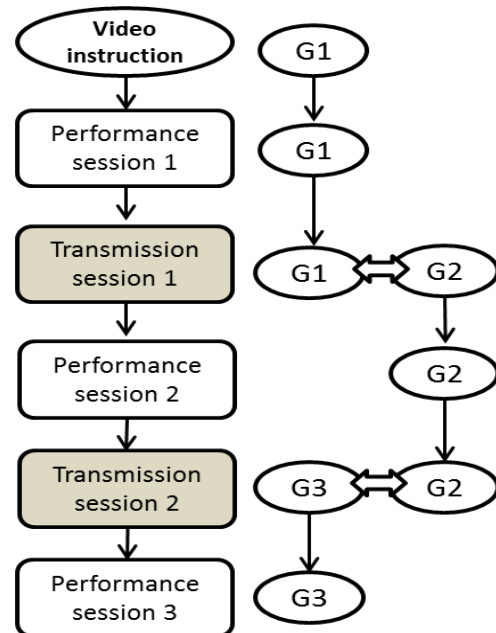 Video
instruction
G1
Performance
session 1
G1
Transmission
session 1
G1
G2
Performance
session 2
G2
Transmission
session 2
G3
G2
Performance
session 3
G3